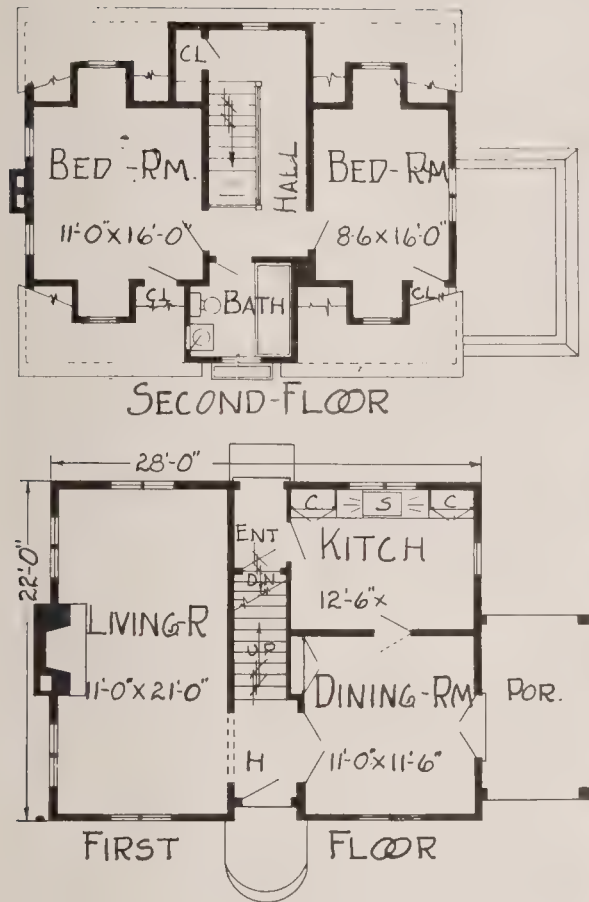 CL
BED-RM.
11'-0"X16'-0"
HALL
BED-RM
8'-6"X16'-0"
CL
BATH
CL
SECOND-FLOOR
28'-0"
22'-0"
ENT
C
S
C
KITCH
12'-6"X
DN
UP
LIVING-R
11'-0"X21'-0"
DINING-RM
11'-0"X11'-6"
POR.
H
FIRST FLOOR